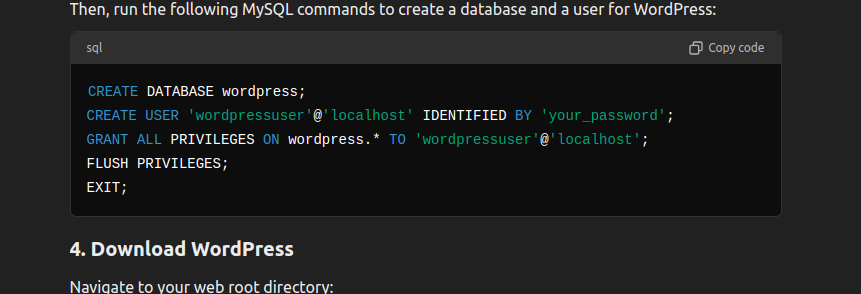 Then, run the following MySQL commands to create a database and a user for WordPress:
sql
Copy code
CREATE DATABASE wordpress;
CREATE USER 'wordpressuser'@'localhost' IDENTIFIED BY 'your_password';
GRANT ALL PRIVILEGES ON wordpress.* TO 'wordpressuser'@'localhost';
FLUSH PRIVILEGES;
EXIT;
4. Download WordPress
Navigate to your web root directory: